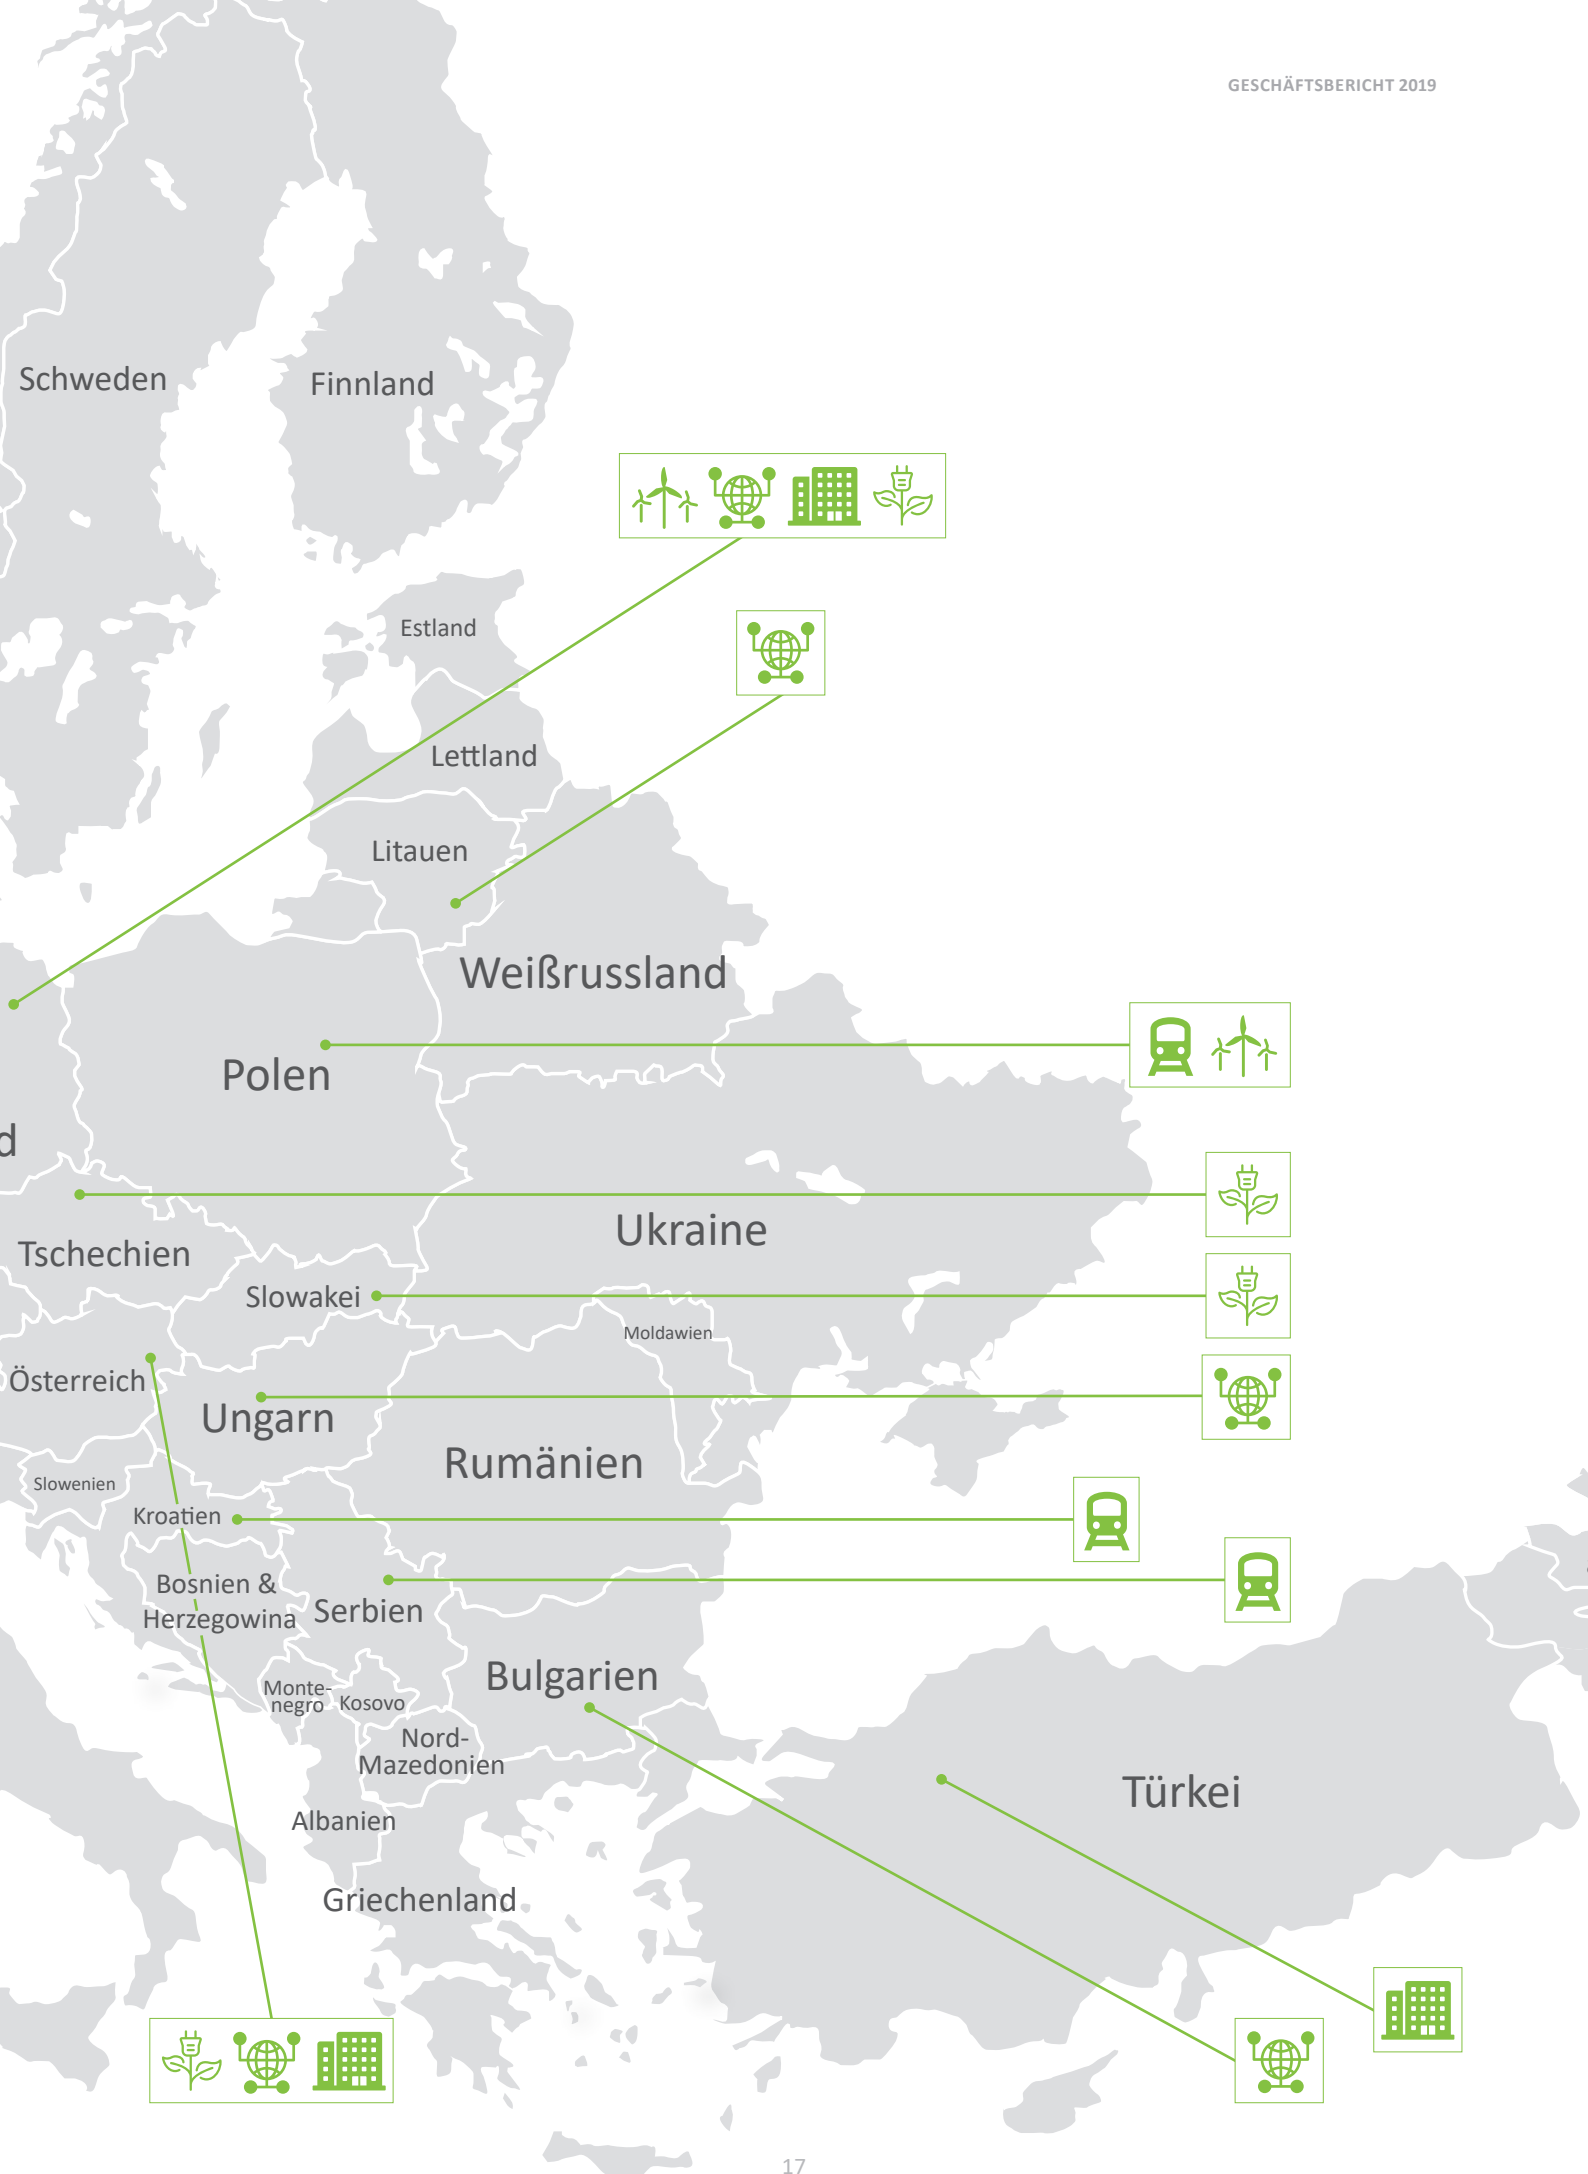 GESCHÄFTSBERICHT 2019
Schweden
Finnland
Estland
Lettland
Litauen
Weißrussland
Polen
d
Ukraine
Tschechien
Slowakei
Moldawien
Österreich
Ungarn
Rumänien
Slowenien
Kroatien
Bosnien &
Herzegowina
Serbien
Bulgarien
Monte-
negro
Kosovo
Nord-
Mazedonien
Türkei
Albanien
Griechenland
17